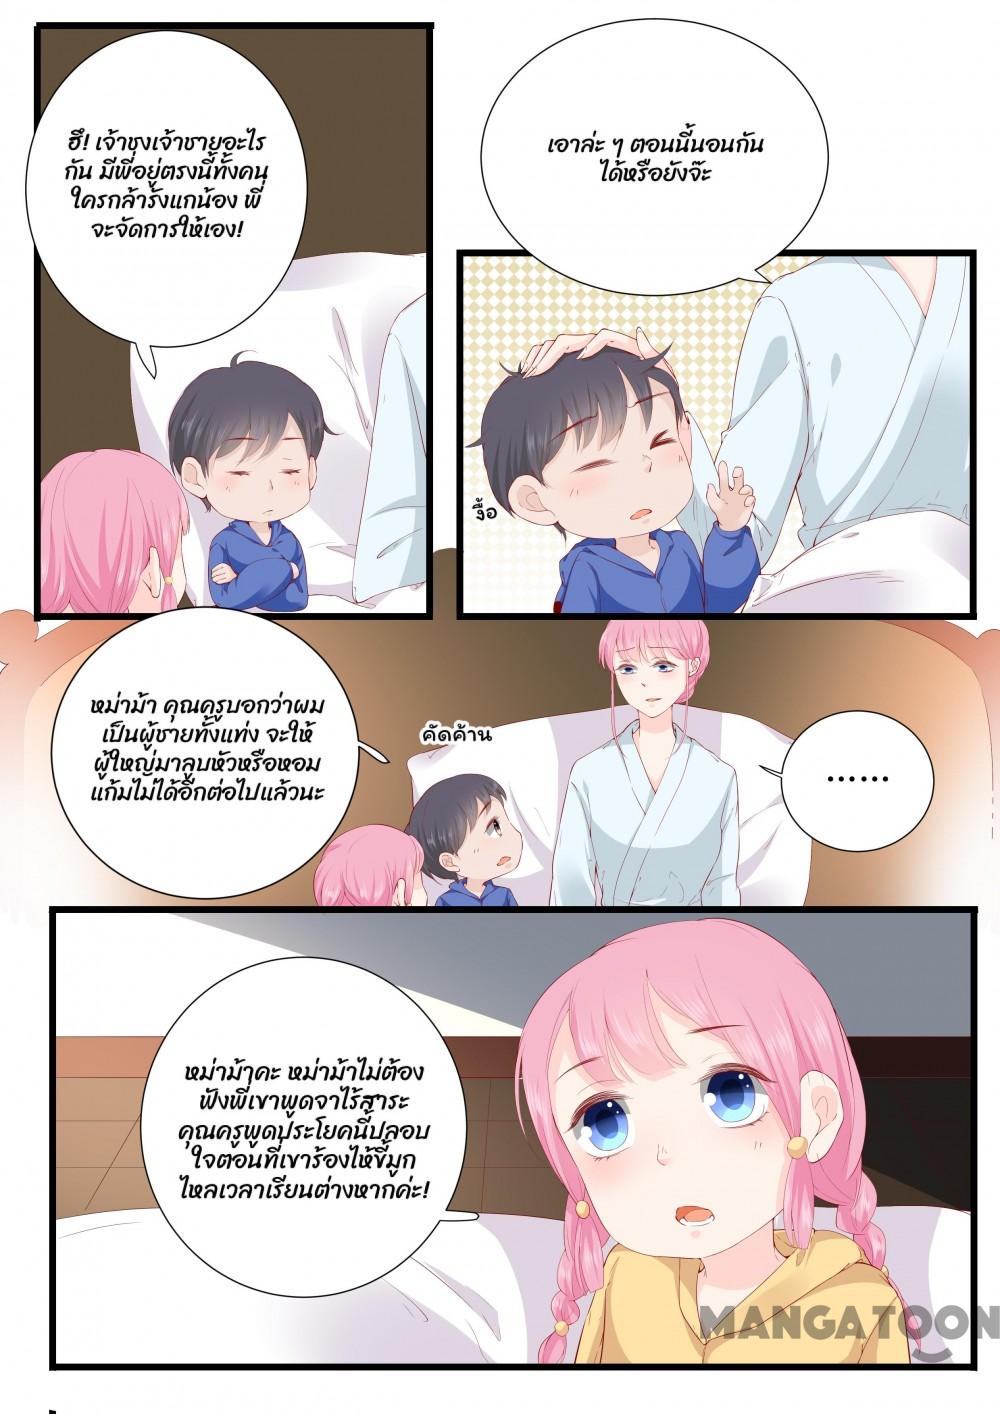 ฮึ! เจ้าชงเจ้าชายอะไร
กัน มีพี่อยู่ตรงนี้ทั้งคน
ใครกล้ารังแกน้อง พี่
จะจัดการให้เอง!
เอาล่ะ ๆ ตอนนี้นอนกัน
ได้หรือยังจ๊ะ
งื้อ
หม่าม้า คุณครูบอกว่าผม
เป็นผู้ชายทั้งแท่ง จะให้
ผู้ใหญ่มาลูบหัวหรือหอม
แก้มไม่ได้อีกต่อไปแล้วนะ
คัดค้าน
......
หม่าม้าคะ หม่าม้าไม่ต้อง
ฟังพี่เขาพูดจาไร้สาระ
คุณครูพูดประโยคนี้ปลอบ
ใจตอนที่เขาร้องไห้ขี้มูก
ไหลเวลาเรียนต่างหากค่ะ!
MANGATOON